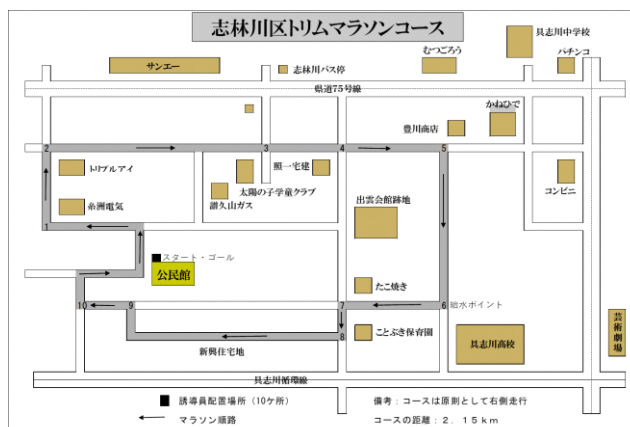 志林川区トリムマラソンコース
具志川中学校
むつごろう
パチンコ
サンエー
志林川バス停
県道75号線
かねひで
豊川商店
2
3
4
5
トリプルアイ
照一宅建
コンビニ
太陽の子学童クラブ
譜久山ガス
糸洲電気
出雲会館跡地
1
スタート・ゴール
公民館
たこ焼き
10
9
7
6
給水ポイント
芸術劇場
ことぶき保育園
8
具志川高校
新興住宅地
具志川循環線
誘導員配置場所（10ケ所）
備考：コースは原則として右側走行
マラソン順路
コースの距離：2．15km